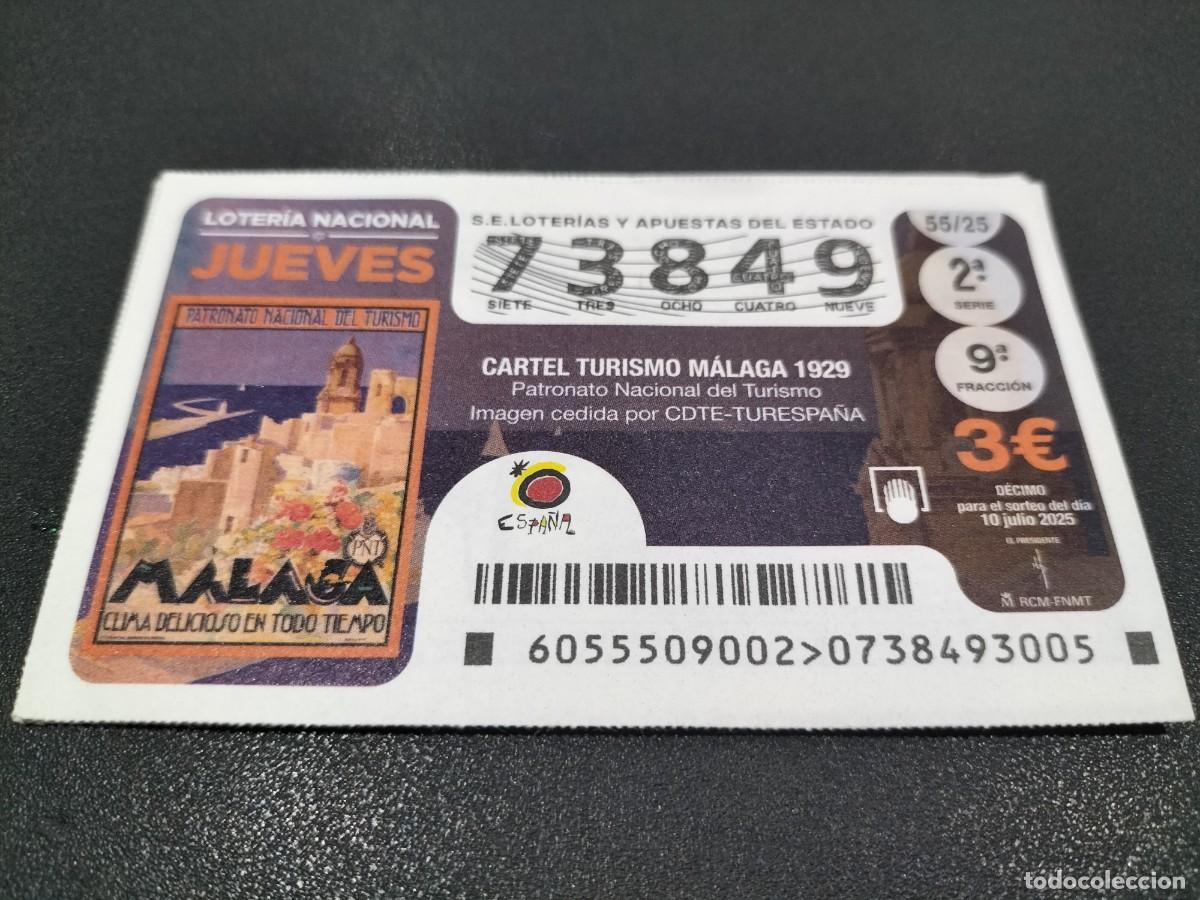 LOTERÍA NACIONAL
JUEVES
PATRONATO NACIONAL DEL TURISMO
PNT
MALAGA
CLIMA DELICIOSO EN TODO TIEMPO
S.E.LOTERÍAS Y APUESTAS DEL ESTADO
73849
SIETE TRES OCHO CUATRO NUEVE
CARTEL TURISMO MÁLAGA 1929
Patronato Nacional del Turismo
Imagen cedida por CDTE-TURESPAÑA
ESPAÑA
55/25
2ª
SERIE
9ª
FRACCIÓN
3€
DÉCIMO
para el sorteo del día
10 julio 2025
EL PRESIDENTE
RCM-FNMT
6055509002>0738493005
todocoleccion